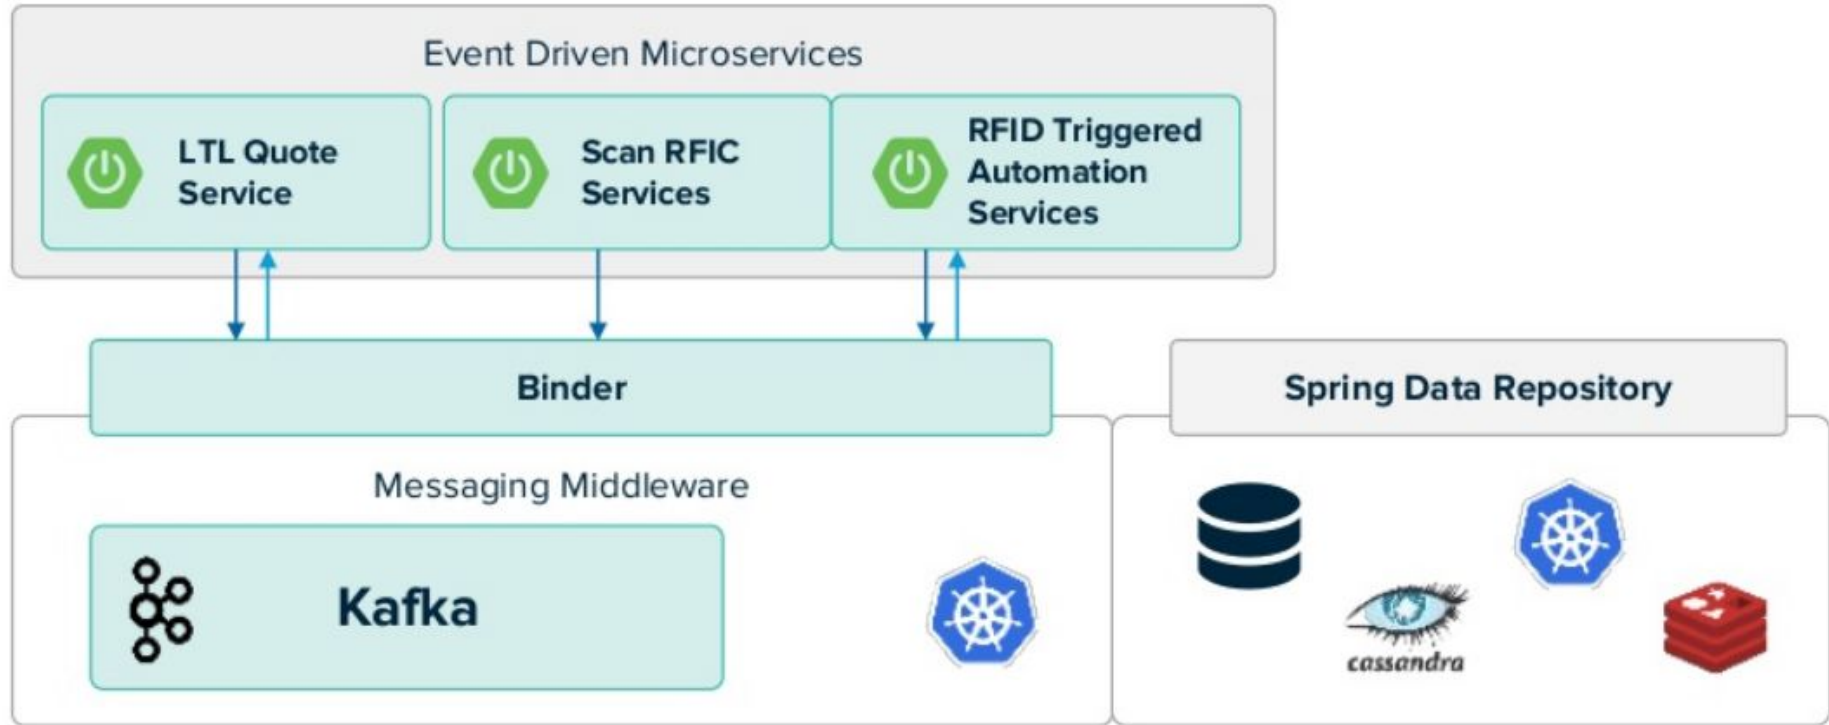 Event Driven Microservices
LTL Quote
Service
Scan RFIC
Services
RFID Triggered
Automation
Services
Binder
Spring Data Repository
Messaging Middleware
Kafka
cassandra